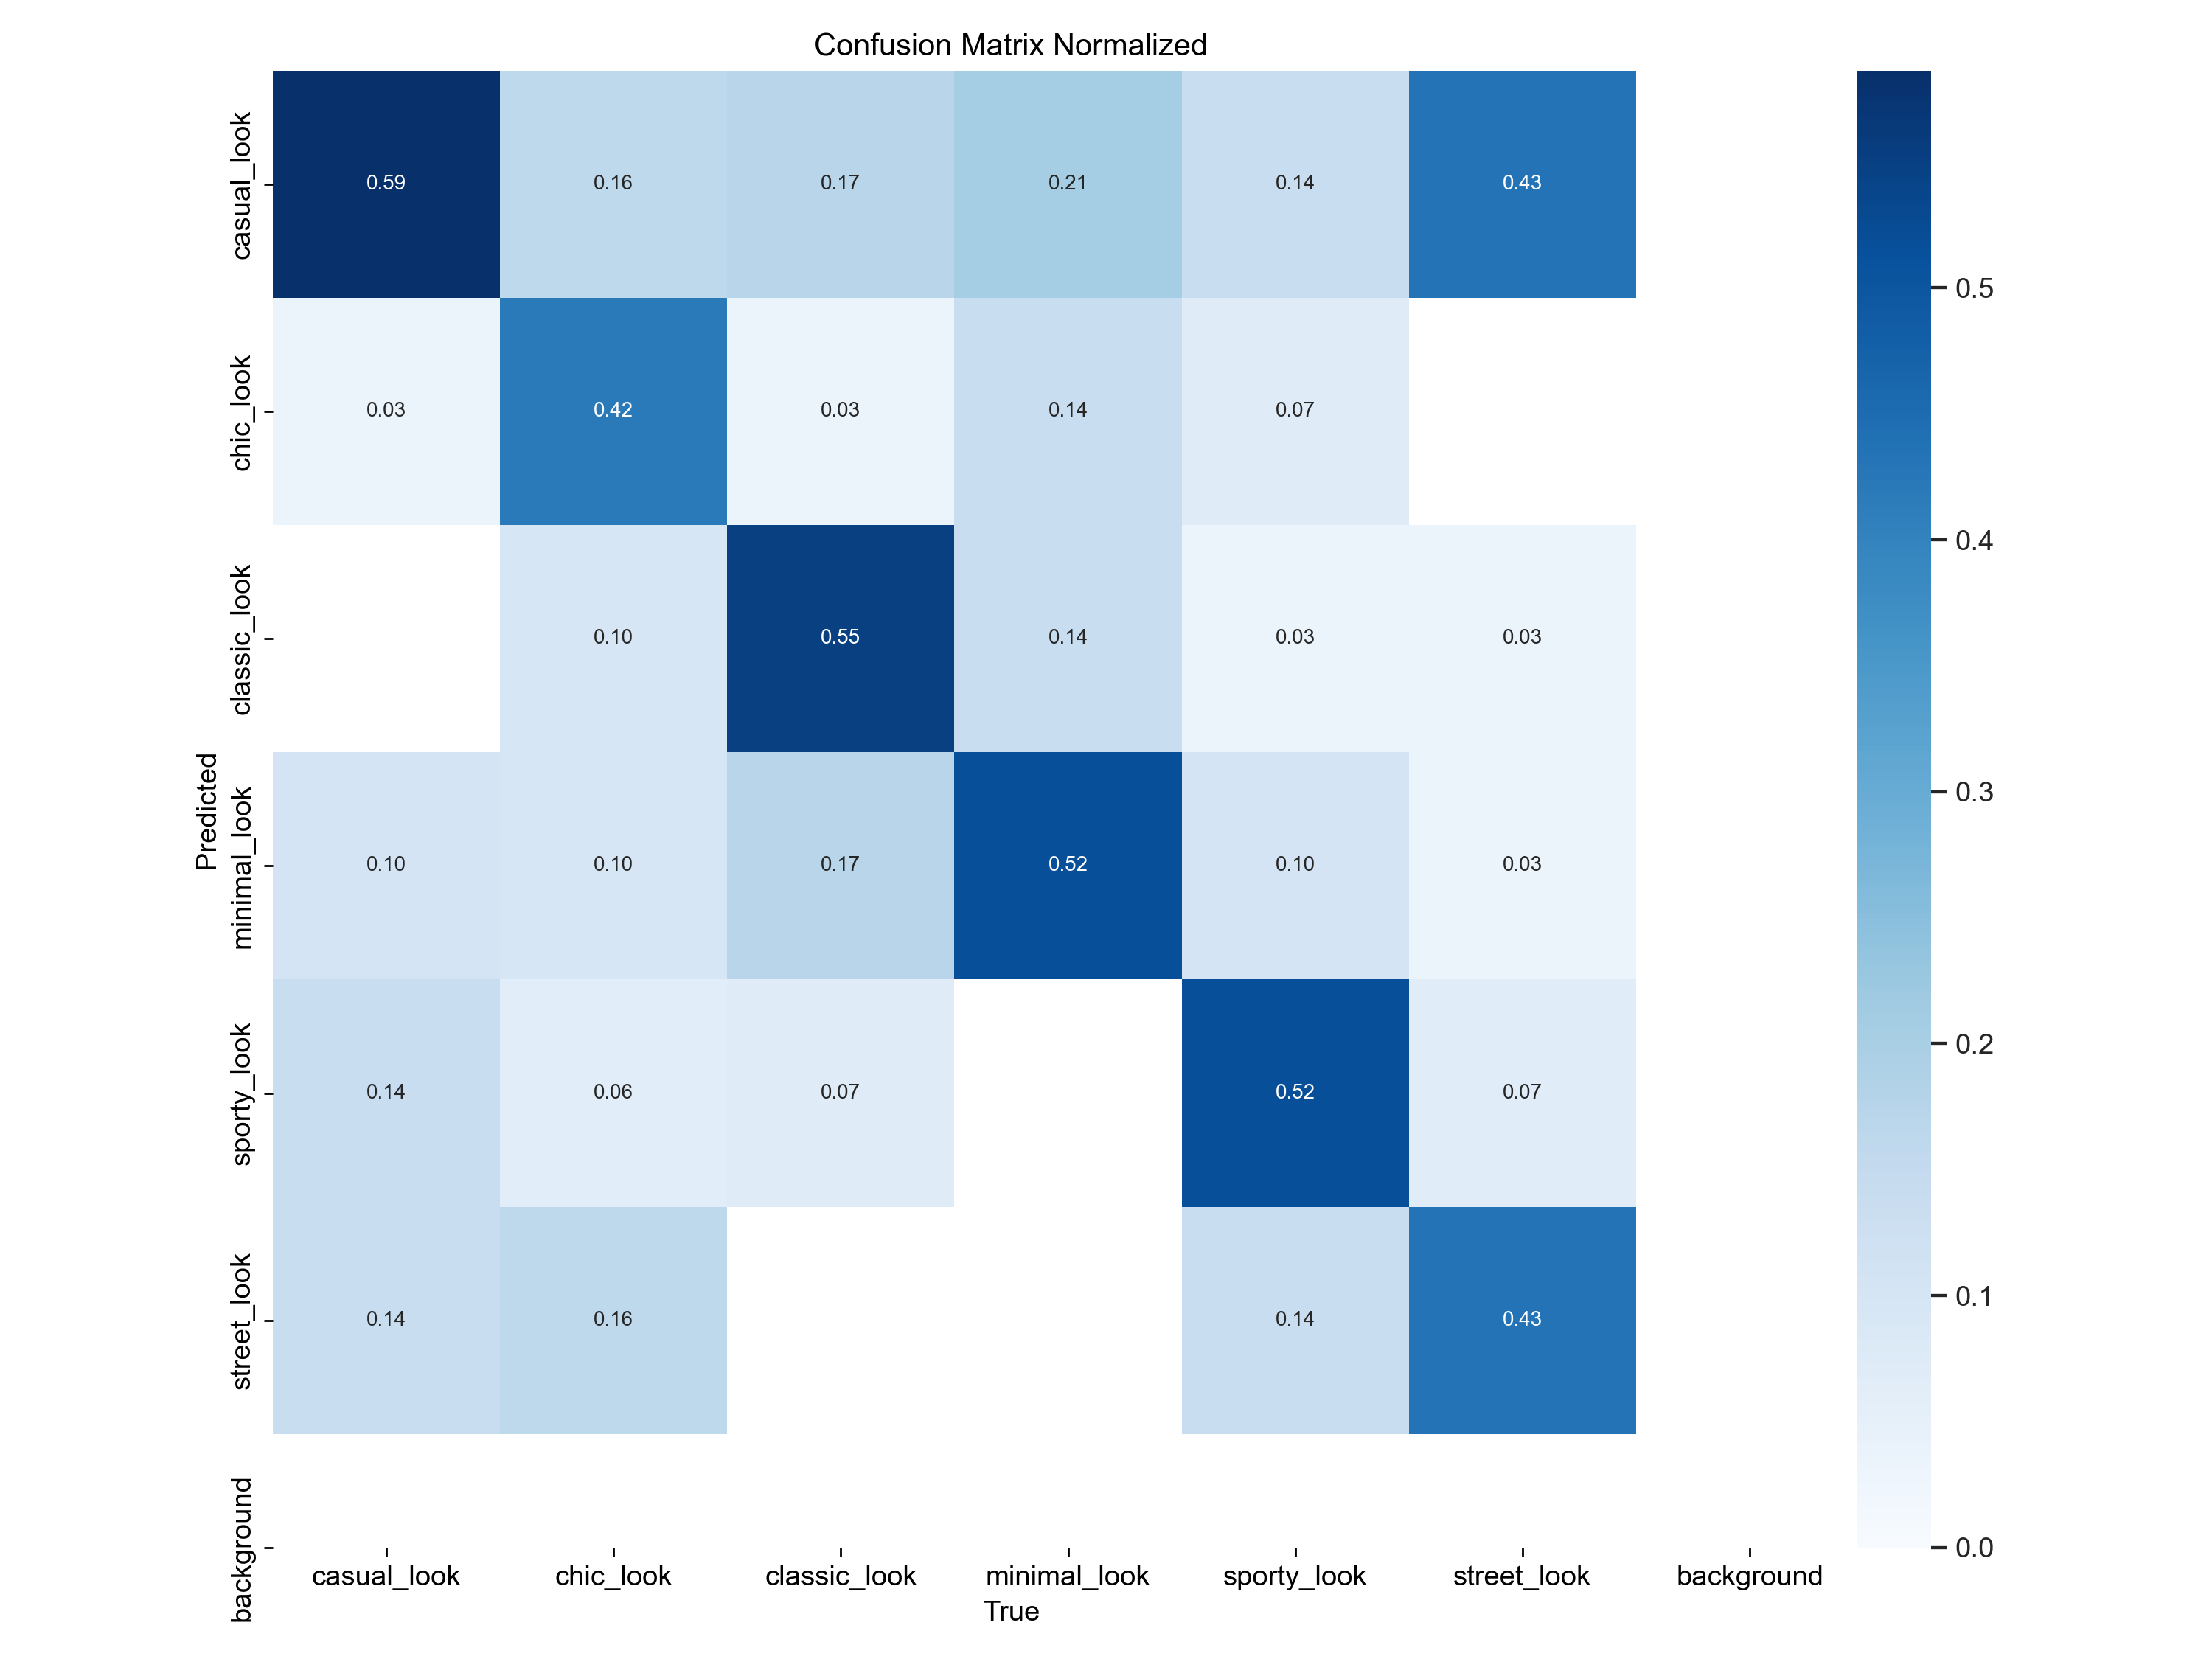 Confusion Matrix Normalized
Predicted
casual_look
0.59 0.16 0.17 0.21 0.14 0.43
chic_look
0.03 0.42 0.03 0.14 0.07
classic_look
0.10 0.55 0.14 0.03 0.03
minimal_look
0.10 0.10 0.17 0.52 0.10 0.03
sporty_look
0.14 0.06 0.07 0.52 0.07
street_look
0.14 0.16 0.14 0.43
background
casual_look chic_look classic_look minimal_look sporty_look street_look background
True
0.5
0.4
0.3
0.2
0.1
0.0